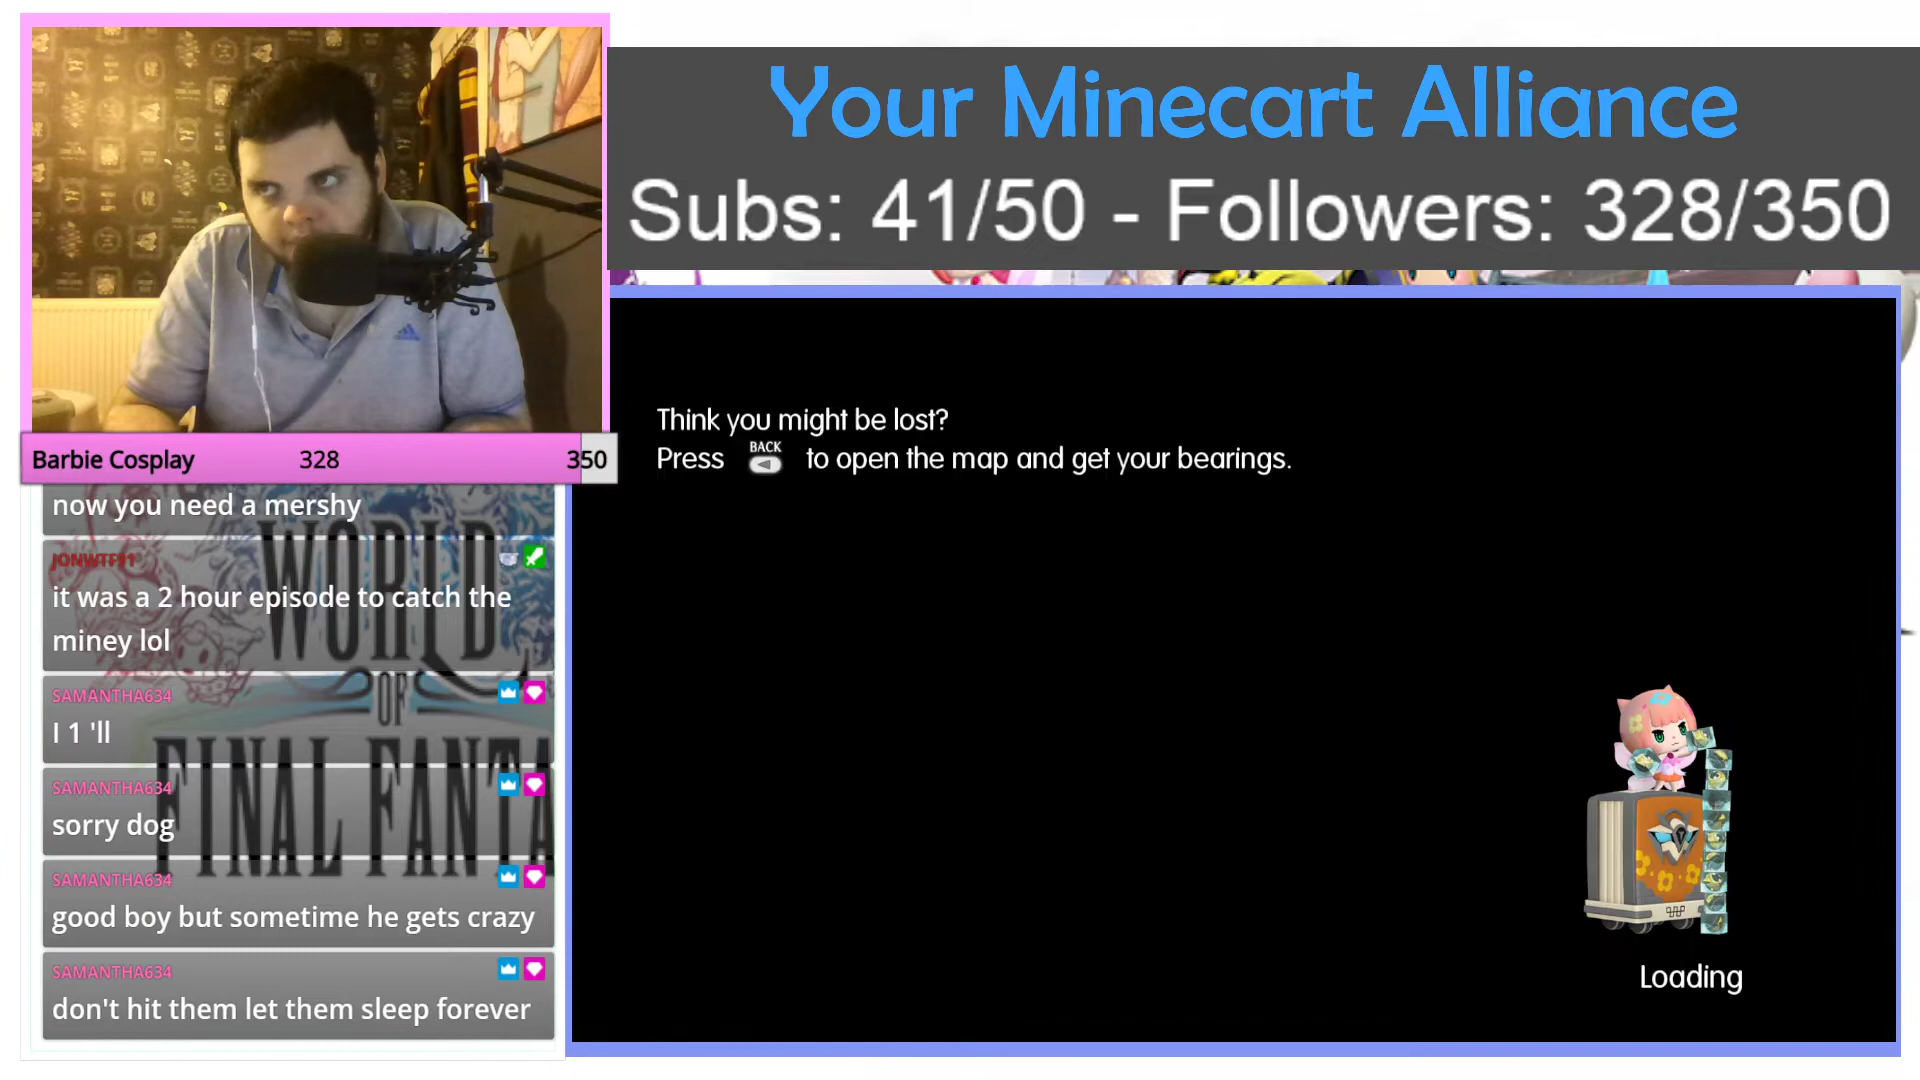 Your Minecart Alliance
Subs: 41/50 - Followers: 328/350
Think you might be lost?
Press BACK to open the map and get your bearings.
Barbie Cosplay 328 350
now you need a mershy
JONWTF91
it was a 2 hour episode to catch the
miney lol
SAMANTHA634
I 1 'll
SAMANTHA634
sorry dog
SAMANTHA634
good boy but sometime he gets crazy
SAMANTHA634
don't hit them let them sleep forever
WORLD
OF
FINAL FANTA
Loading